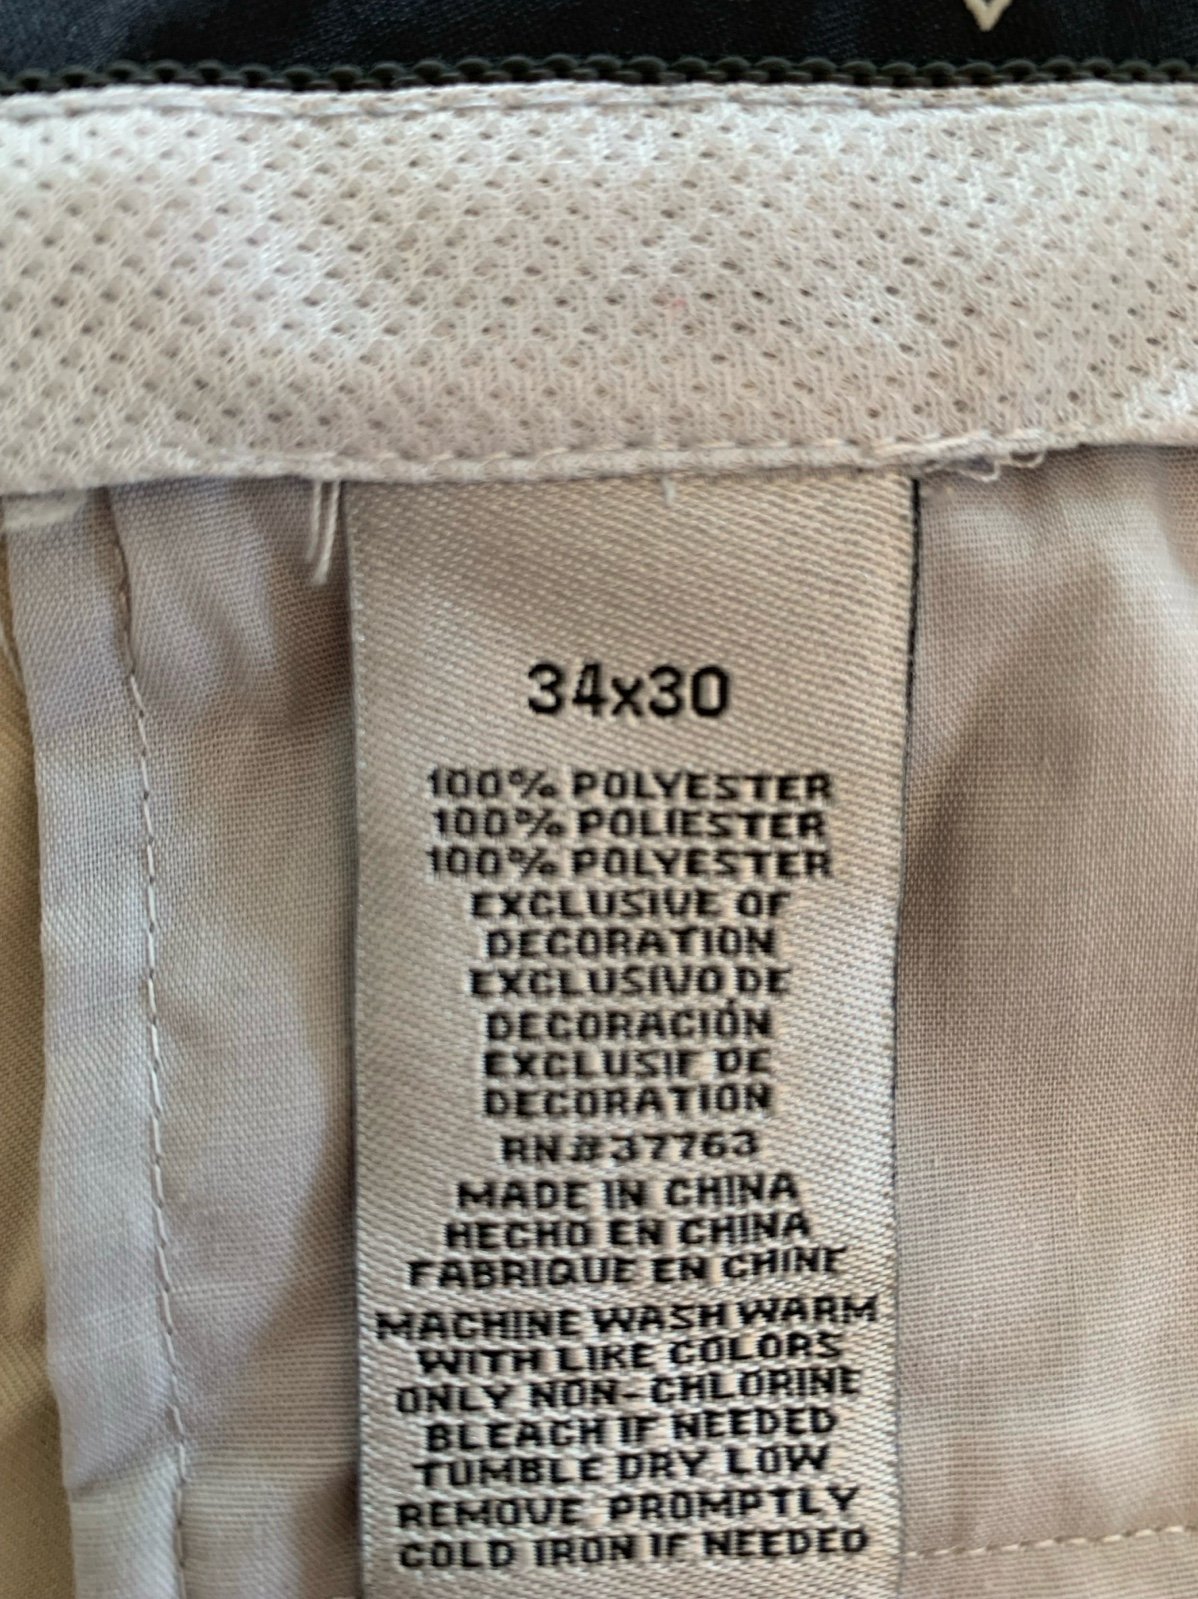 34x30
100% POLYESTER
100% POLIESTER
100% POLYESTER
EXCLUSIVE OF
DECORATION
EXCLUSIVO DE
DECORACIÓN
EXCLUSIF DE
DECORATION
RN#37763
MADE IN CHINA
HECHO EN CHINA
FABRIQUE EN CHINE
MACHINE WASH WARM
WITH LIKE COLORS
ONLY NON-CHLORINE
BLEACH IF NEEDED
TUMBLE DRY LOW
REMOVE PROMPTLY
COLD IRON IF NEEDED